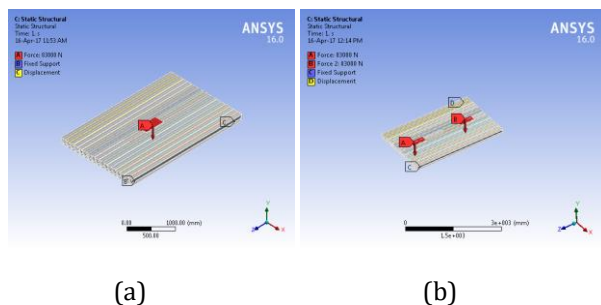 C: Static Structural
Static Structural
Time: 1. s
16-Apr-17 11:53 AM
A Force: 83000 N
B Fixed Support
C Displacement
ANSYS
16.0
A
C
B
0.00
1000.00 (mm)
500.00
Y
Z
X
(a)
C: Static Structural
Static Structural
Time: 1. s
16-Apr-17 12:14 PM
A Force: 83000 N
B Force 2: 83000 N
C Fixed Support
D Displacement
ANSYS
16.0
D
B
A
C
0
3e+003 (mm)
1.5e+003
Y
Z
X
(b)